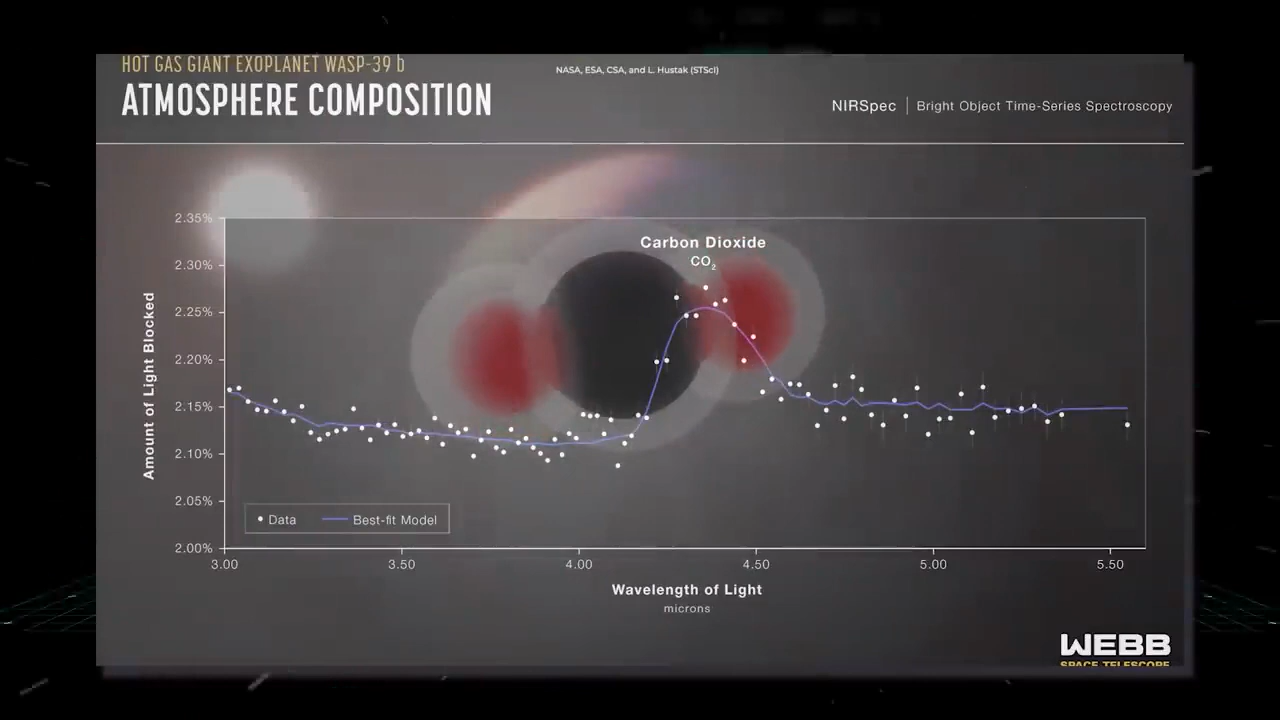 HOT GAS GIANT EXOPLANET WASP-39 b
NASA, ESA, CSA, and L. Hustak (STScI)
ATMOSPHERE COMPOSITION
NIRSpec | Bright Object Time-Series Spectroscopy
Amount of Light Blocked
2.35%
2.30%
2.25%
2.20%
2.15%
2.10%
2.05%
2.00%
Carbon Dioxide
CO₂
Data
Best-fit Model
3.00 3.50 4.00 4.50 5.00 5.50
Wavelength of Light
microns
WEBB
SPACE TELESCOPE